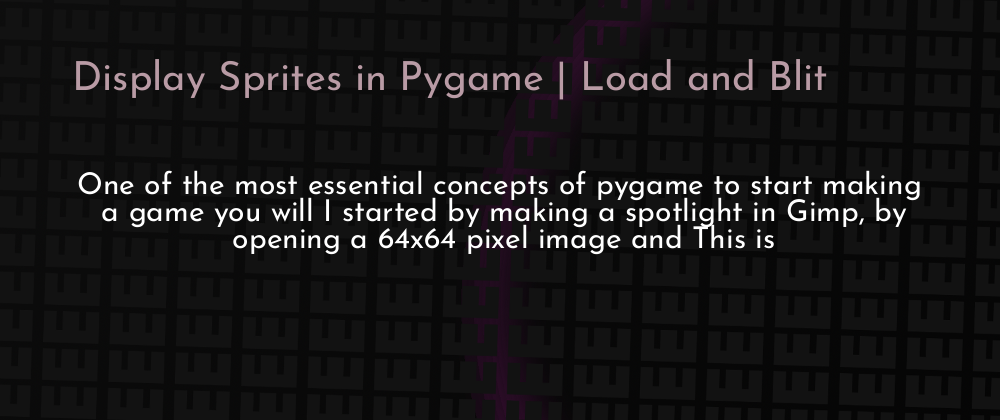 Display Sprites in Pygame | Load and Blit
One of the most essential concepts of pygame to start making
a game you will I started by making a spotlight in Gimp, by
opening a 64x64 pixel image and This is